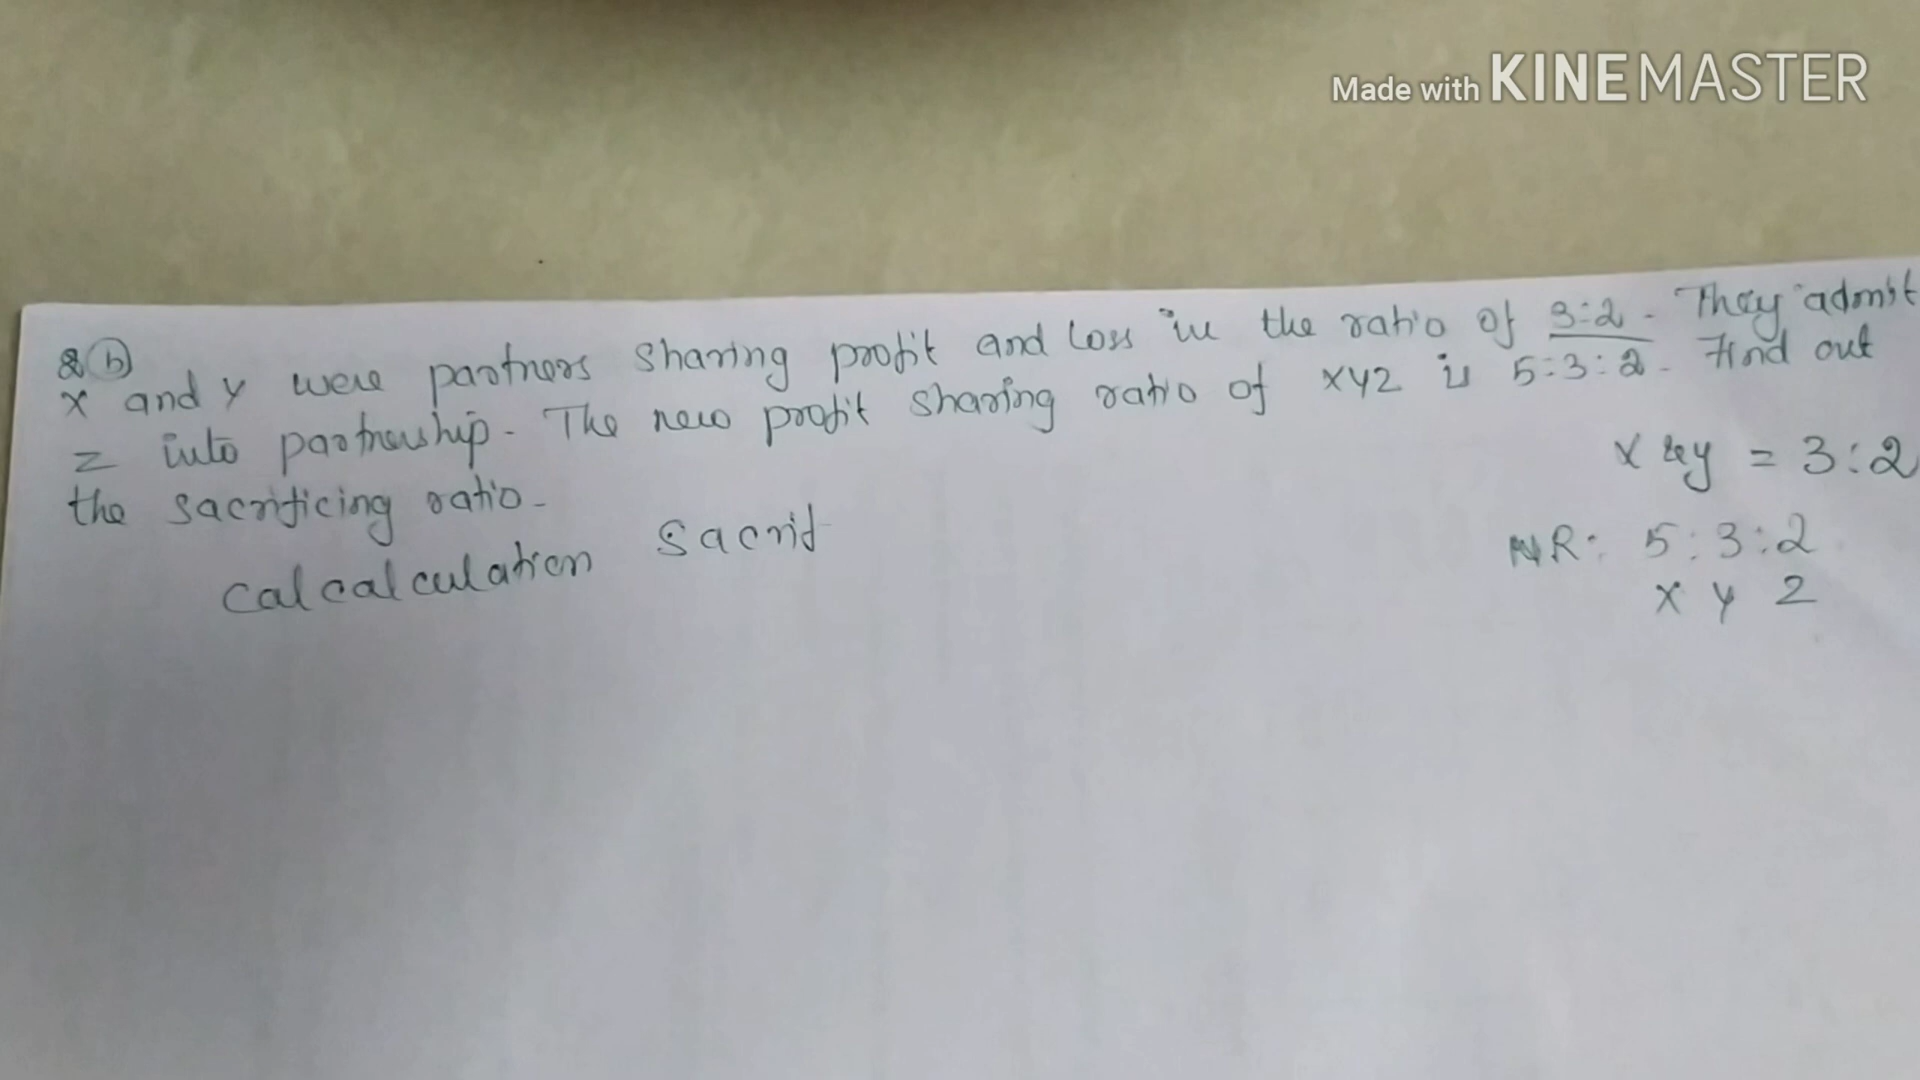 Made with KINEMASTER
Q (b)
X and y were partners sharing profit and loss in the ratio of 3:2. They admit
Z into partnership. The new profit sharing ratio of XYZ is 5:3:2. Find out
the sacrificing ratio.
X & y = 3:2
calcalculation sacrif
NR: 5:3:2
X y Z